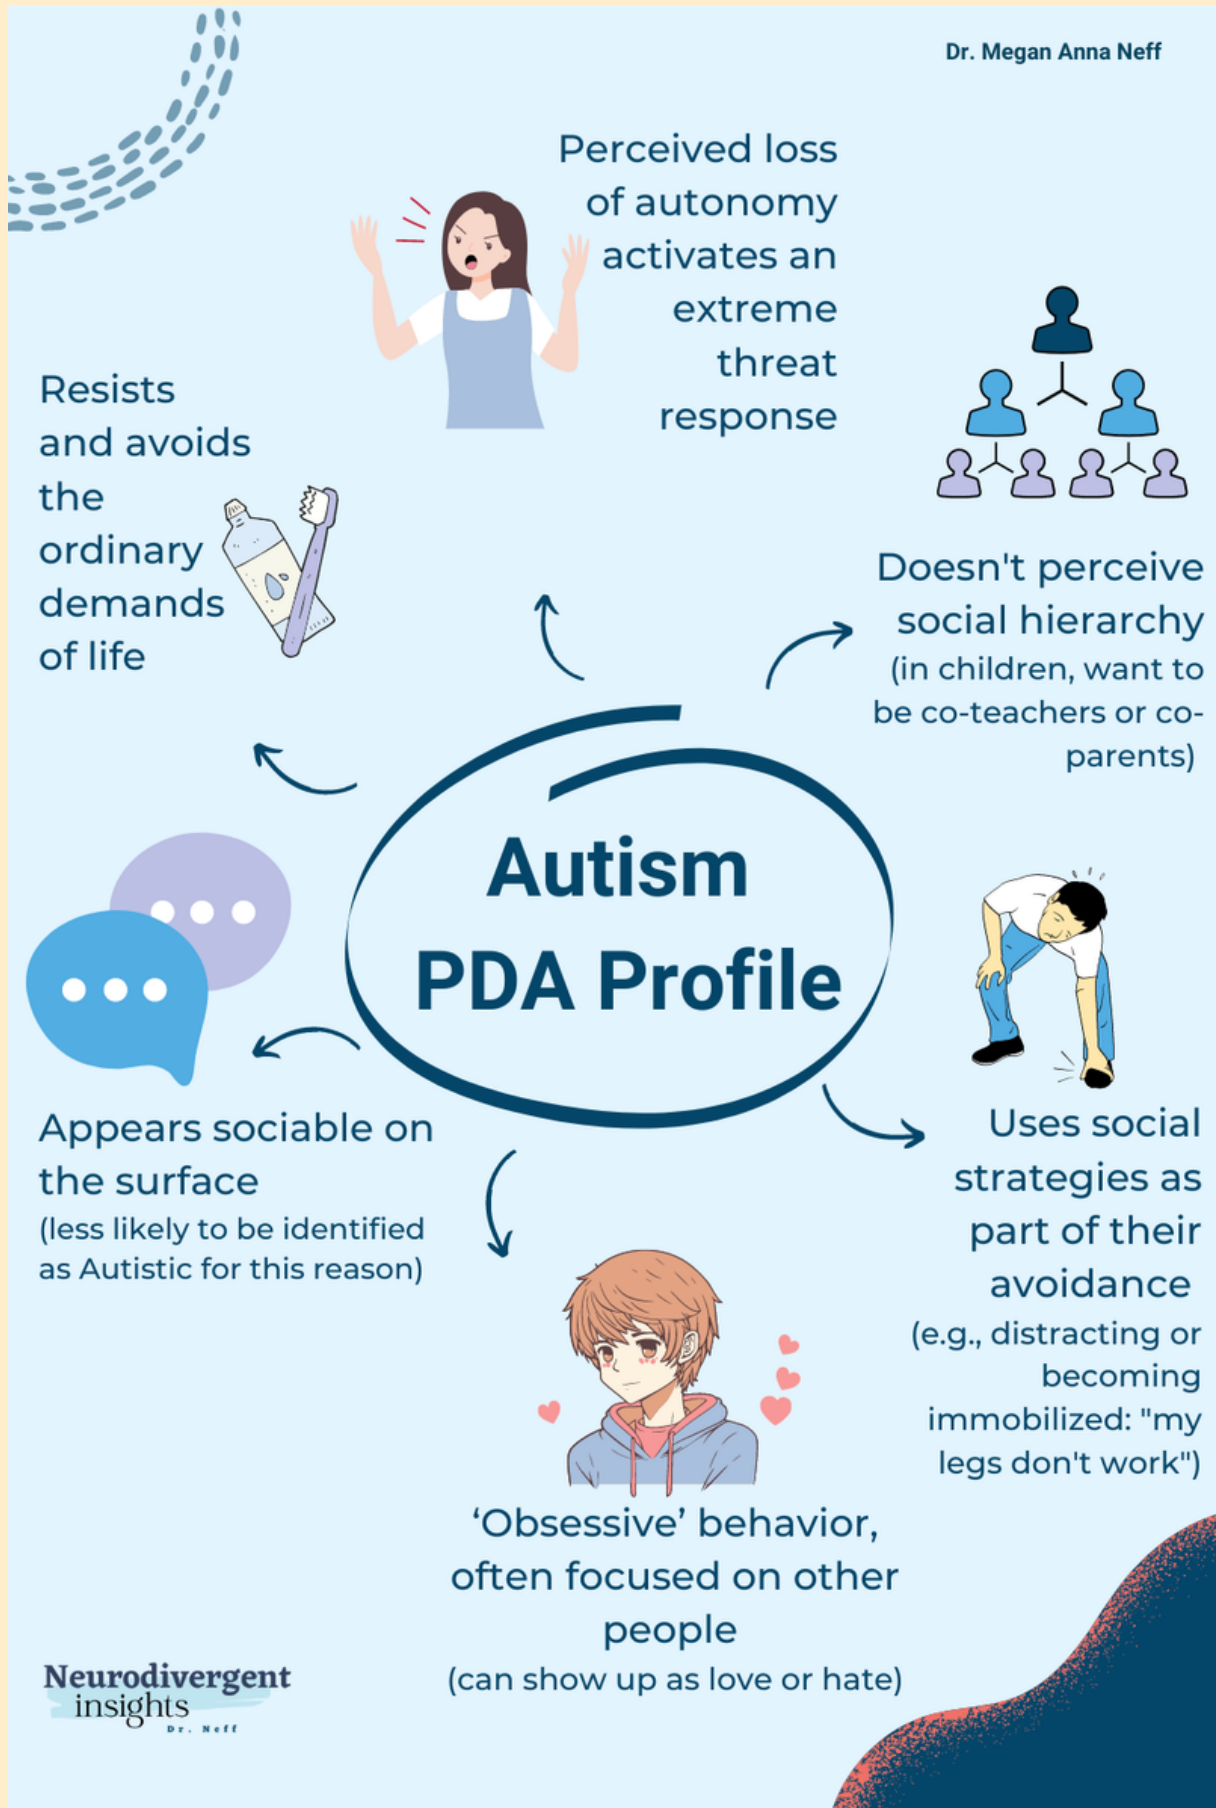 Dr. Megan Anna Neff
Perceived loss
of autonomy
activates an
extreme
threat
response
Resists
and avoids
the
ordinary
demands
of life
Doesn't perceive
social hierarchy
(in children, want to
be co-teachers or co-
parents)
Autism
PDA Profile
Appears sociable on
the surface
(less likely to be identified
as Autistic for this reason)
Uses social
strategies as
part of their
avoidance
(e.g., distracting or
becoming
immobilized: "my
legs don't work")
‘Obsessive’ behavior,
often focused on other
people
(can show up as love or hate)
Neurodivergent
insights
Dr. Neff